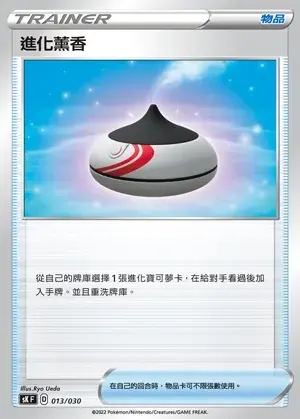 TRAINER 物品
進化薰香
從自己的牌庫選擇1張進化寶可夢卡，在給對手看過後加
入手牌。並且重洗牌庫。
Illus.Ryo Ueda
sK F D 013/030
在自己的回合時，物品卡可不限張數使用。
©2022 Pokémon/Nintendo/Creatures/GAME FREAK.